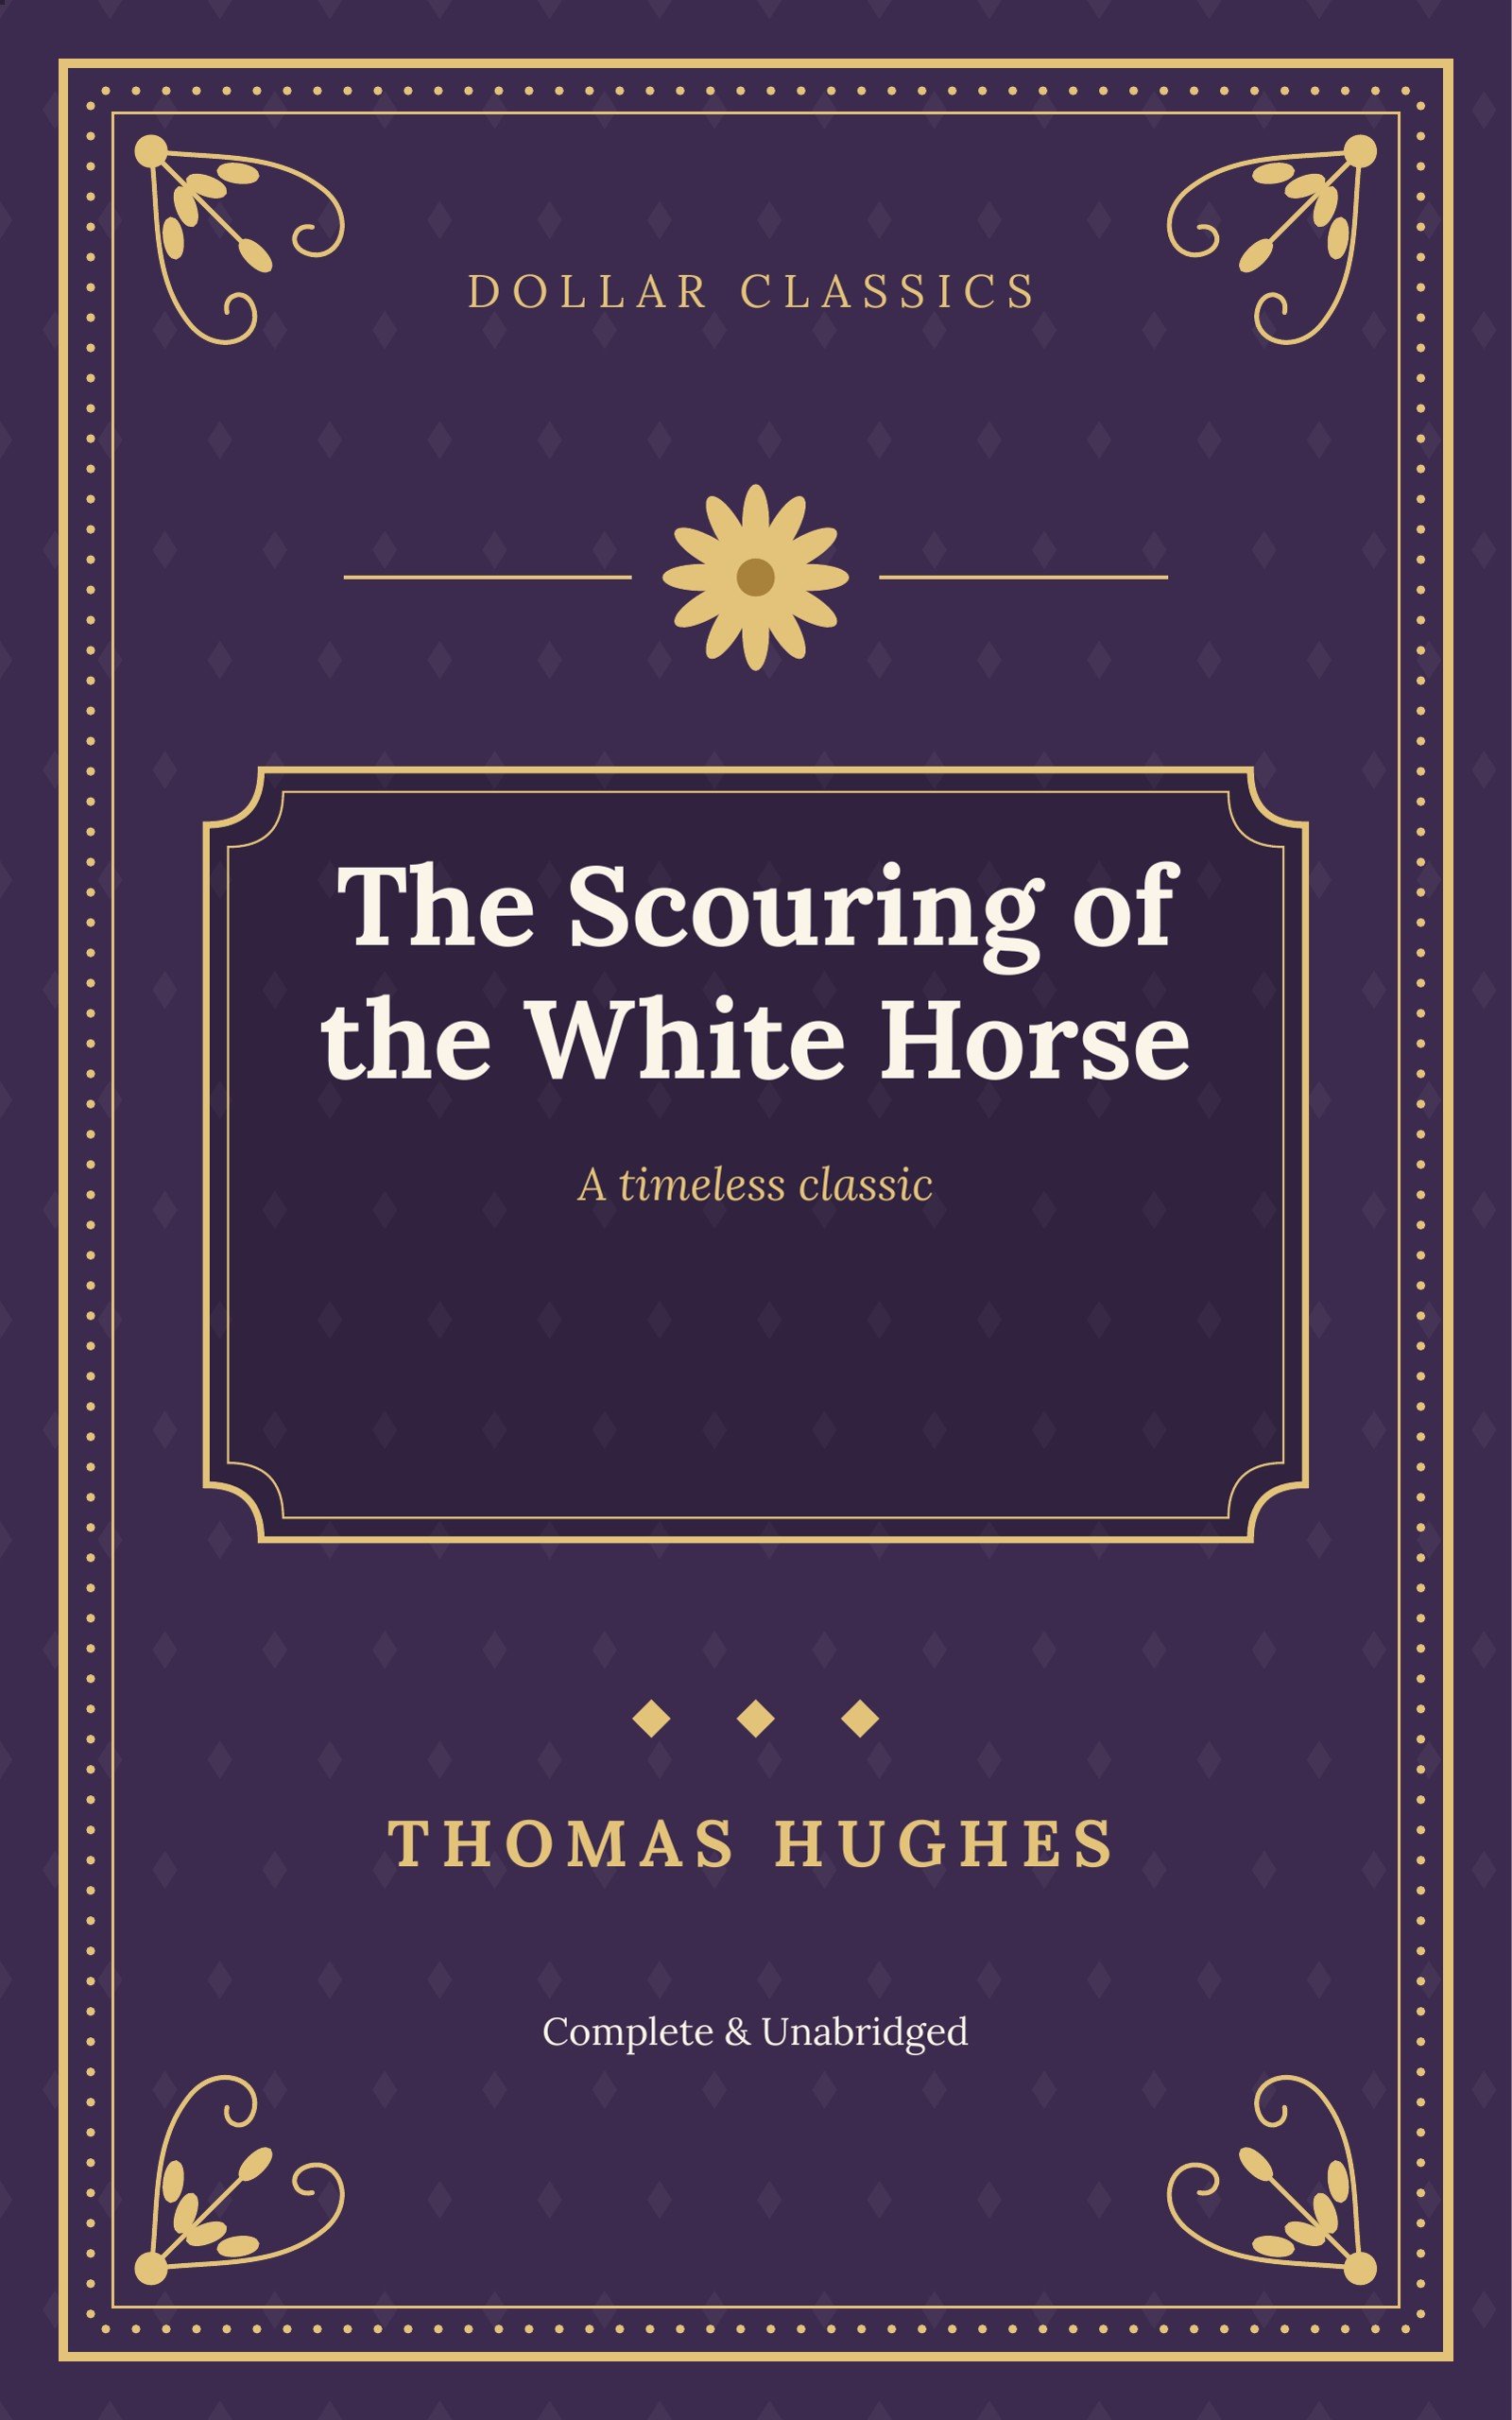 DOLLAR CLASSICS
The Scouring of
the White Horse
A timeless classic
THOMAS HUGHES
Complete & Unabridged